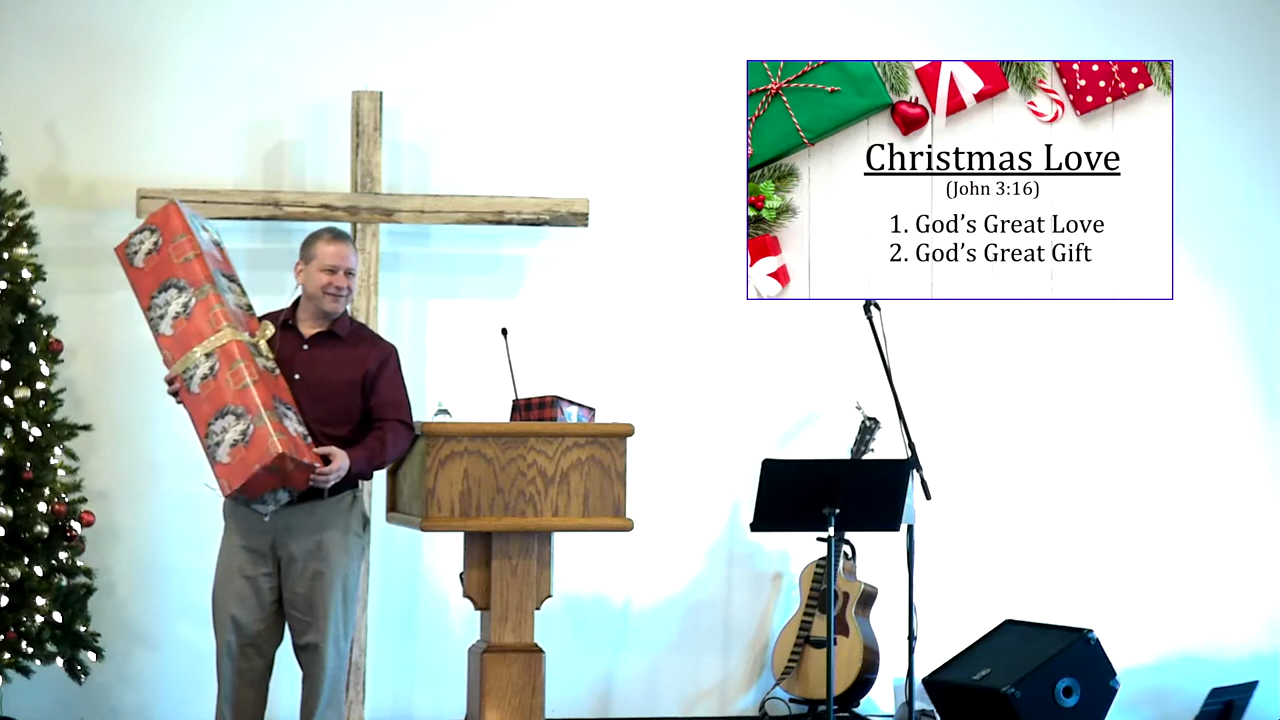 Christmas Love
(John 3:16)
1. God's Great Love
2. God's Great Gift